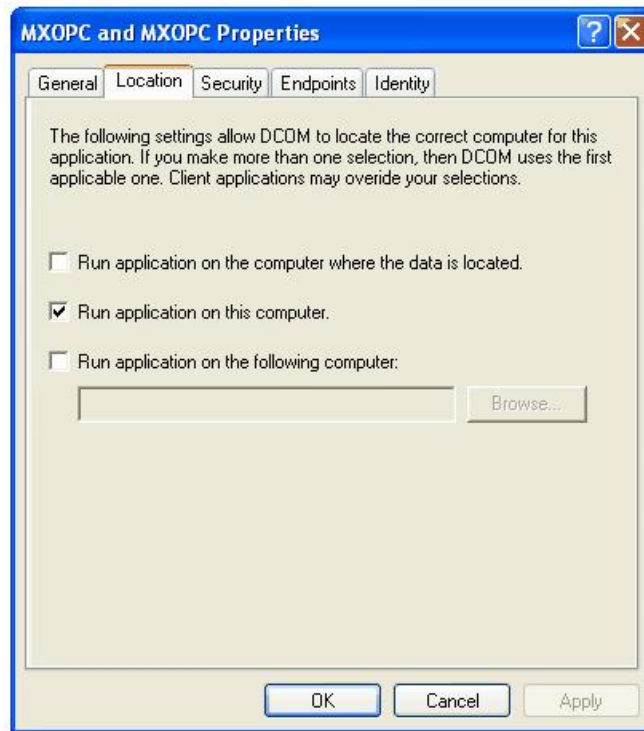 MXOPC and MXOPC Properties
?
General Location Security Endpoints Identity
The following settings allow DCOM to locate the correct computer for this
application. If you make more than one selection, then DCOM uses the first
applicable one. Client applications may overide your selections.
Run application on the computer where the data is located.
Run application on this computer.
Run application on the following computer:
Browse...
OK Cancel Apply